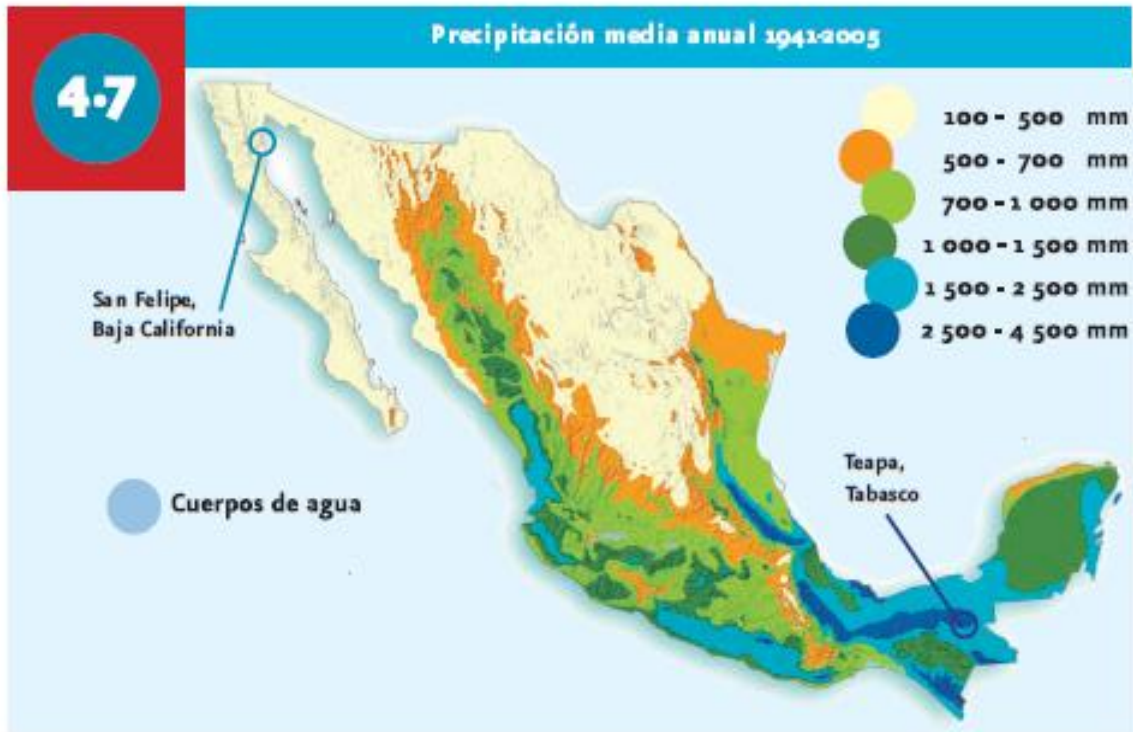 4.7
Precipitación media anual 1941-2005
100 - 500 mm
500 - 700 mm
700 - 1 000 mm
1 000 - 1 500 mm
1 500 - 2 500 mm
2 500 - 4 500 mm
San Felipe,
Baja California
Teapa,
Tabasco
Cuerpos de agua